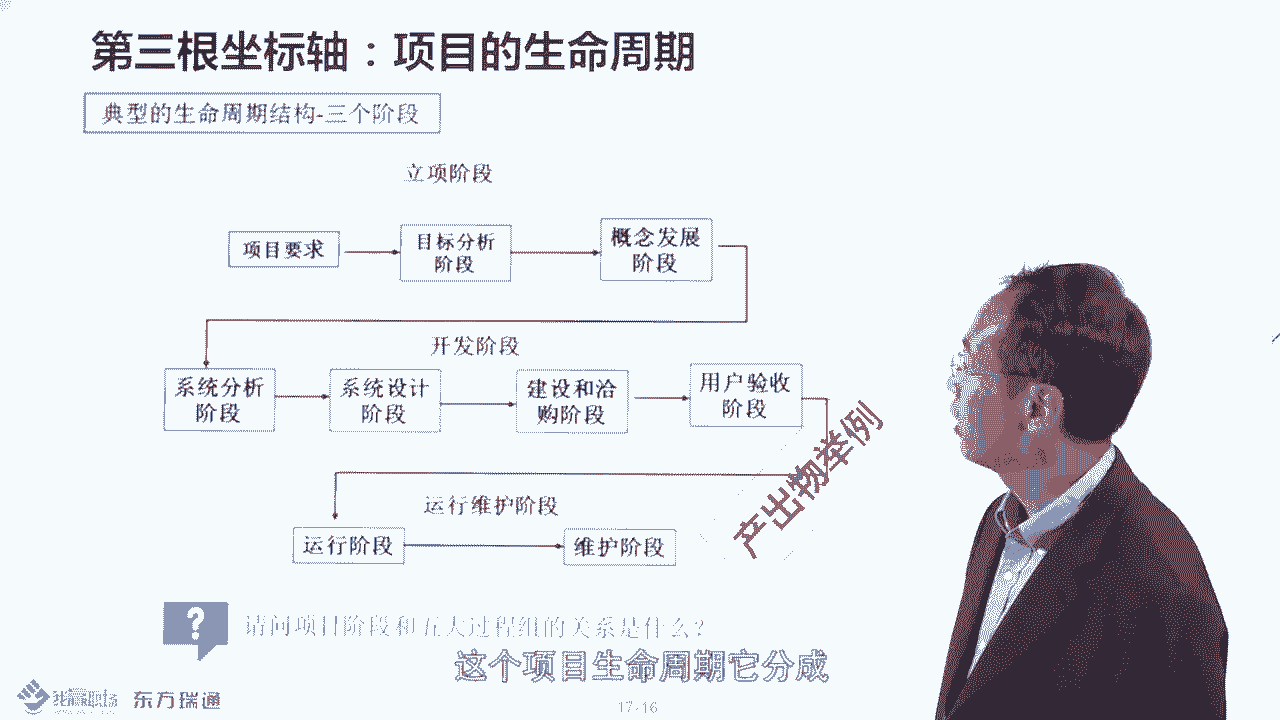 第三根坐标轴：项目的生命周期
典型的生命周期结构-三个阶段
立项阶段
项目要求
目标分析
阶段
概念发展
阶段
开发阶段
系统分析
阶段
系统设计
阶段
建设和洽
购阶段
用户验收
阶段
产出物举例
运行维护阶段
运行阶段
维护阶段
?
请问项目阶段和五大过程组的关系是什么？
这个项目生命周期它分成
东方瑞通
17-16